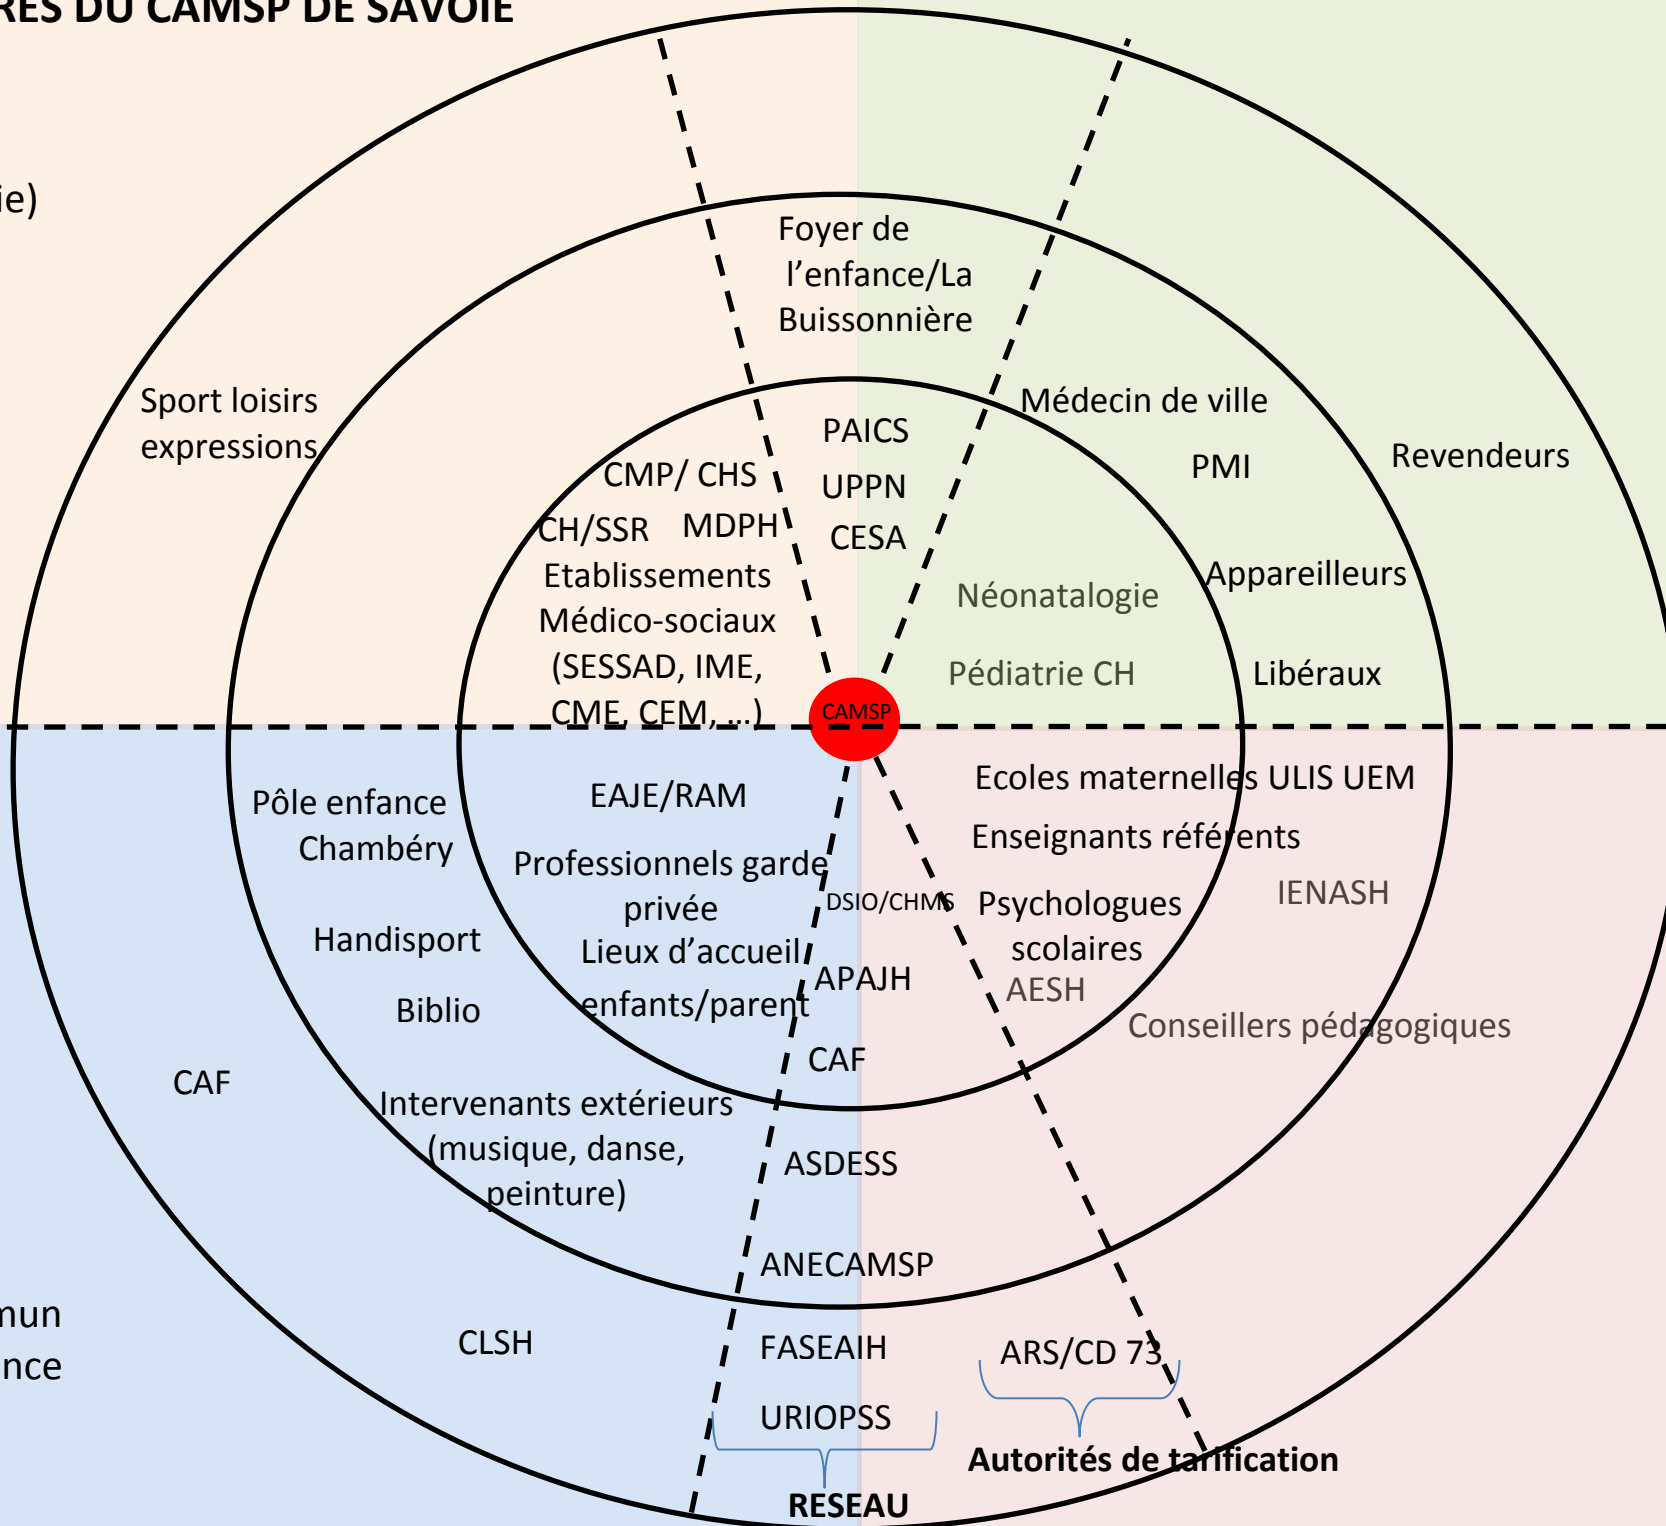 RES DU CAMSP DE SAVOIE
ie)
Foyer de
l’enfance/La
Buissonnière
Sport loisirs
expressions
Médecin de ville
PMI
Revendeurs
PAICS
UPPN
CESA
CMP/ CHS
CH/SSR MDPH
Etablissements
Médico-sociaux
(SESSAD, IME,
CME, CEM, …)
Néonatalogie
Pédiatrie CH
Appareilleurs
Libéraux
CAMSP
Pôle enfance
Chambéry
Handisport
Biblio
EAJE/RAM
Professionnels garde
privée
Lieux d’accueil
enfants/parent
DSIO/CHMS
APAJH
CAF
Ecoles maternelles ULIS UEM
Enseignants référents
IENASH
Psychologues
scolaires
AESH
Conseillers pédagogiques
CAF
Intervenants extérieurs
(musique, danse,
peinture)
ASDESS
ANECAMSP
mun
ance
CLSH
FASEAIH
URIOPSS
RESEAU
ARS/CD 73
Autorités de tarification